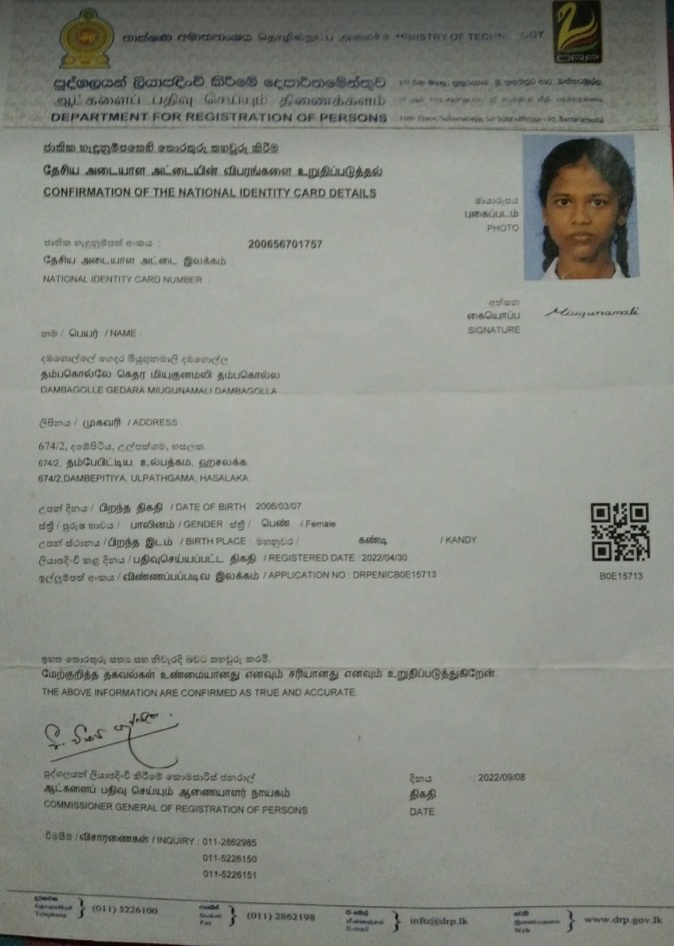 තාක්ෂණ අමාත්‍යාංශය தொழில்நுட்ப அமைச்சு MINISTRY OF TECHNOLOGY
DRP
පුද්ගලයන් ලියාපදිංචි කිරීමේ දෙපාර්තමේන්තුව
ஆட்களைப் பதிவு செய்யும் திணைக்களம்
DEPARTMENT FOR REGISTRATION OF PERSONS
ජාතික හැඳුනුම්පතෙහි තොරතුරු තහවුරු කිරීම
தேசிய அடையாள அட்டையின் விபரங்களை உறுதிப்படுத்தல்
CONFIRMATION OF THE NATIONAL IDENTITY CARD DETAILS
ඡායාරූපය
புகைப்படம்
PHOTO
ජාතික හැඳුනුම්පත් අංකය : 200656701757
தேசிய அடையாள அட்டை இலக்கம்
NATIONAL IDENTITY CARD NUMBER
අත්සන
கையொப்ப
SIGNATURE
Miugunamali
නම / பெயர் / NAME
දඹගොල්ලේ ගෙදර මියුගුනමාලි දඹගොල්ල
தம்பகொல்லே கெதர மியுகுனமலி தம்பகொல்ல
DAMBAGOLLE GEDARA MIUGUNAMALI DAMBAGOLLA
ලිපිනය / முகவரி / ADDRESS
674/2, දඹේපිටිය, උල්පත්ගම, හසලක.
674/2, தம்பேபிட்டிய, உல்பத்கம, ஹசலக்க.
674/2,DAMBEPITIYA, ULPATHGAMA, HASALAKA.
උපන් දිනය / பிறந்த திகதி / DATE OF BIRTH : 2006/03/07
ස්ත්‍රී / පුරුෂ භාවය / பாலினம் / GENDER ස්ත්‍රී / பெண் / Female
උපන් ස්ථානය / பிறந்த இடம் / BIRTH PLACE මහනුවර / கண்டி / KANDY
ලියාපදිංචි කළ දිනය / பதிவுசெய்யப்பட்ட திகதி / REGISTERED DATE : 2022/04/30
ඉල්ලුම්පත් අංකය / விண்ணப்பப்படிவ இலக்கம் / APPLICATION NO : DRPENICB0E15713
B0E15713
ඉහත තොරතුරු සත්‍ය සහ නිවැරදි බවට තහවුරු කරමි.
மேற்குறித்த தகவல்கள் உண்மையானது எனவும் சரியானது எனவும் உறுதிப்படுத்துகிறேன்
THE ABOVE INFORMATION ARE CONFIRMED AS TRUE AND ACCURATE.
පුද්ගලයන් ලියාපදිංචි කිරීමේ කොමසාරිස් ජනරාල්
ஆட்களைப் பதிவு செய்யும் ஆணையாளர் நாயகம்
COMMISSIONER GENERAL OF REGISTRATION OF PERSONS
දිනය : 2022/09/08
திகதி
DATE
විමසීම / விசாரணைகள் / INQUIRY : 011-2862985
011-5226150
011-5226151
Telephone (011) 5226100
Fax (011) 2862198
E-mail info@drp.lk
Web www.drp.gov.lk